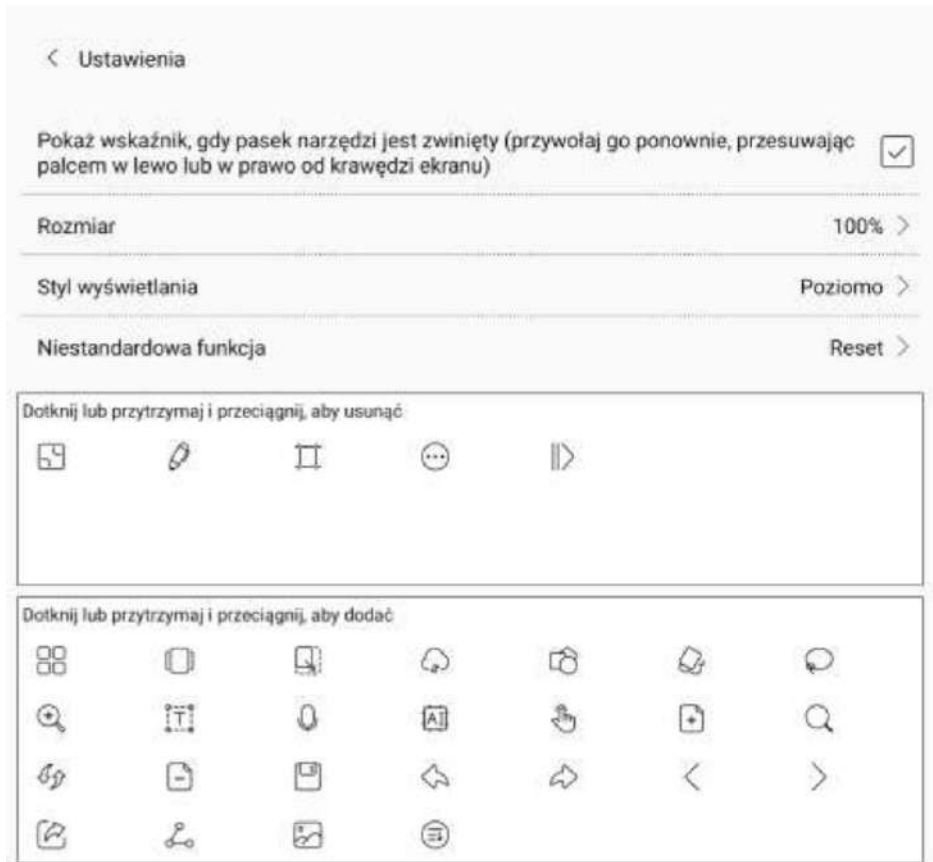 Ustawienia
Pokaż wskaźnik, gdy pasek narzędzi jest zwinięty (przywołaj go ponownie, przesuwając
palcem w lewo lub w prawo od krawędzi ekranu)
Rozmiar 100%
Styl wyświetlania Poziomo
Niestandardowa funkcja Reset
Dotknij lub przytrzymaj i przeciągnij, aby usunąć
Dotknij lub przytrzymaj i przeciągnij, aby dodać
T
AI